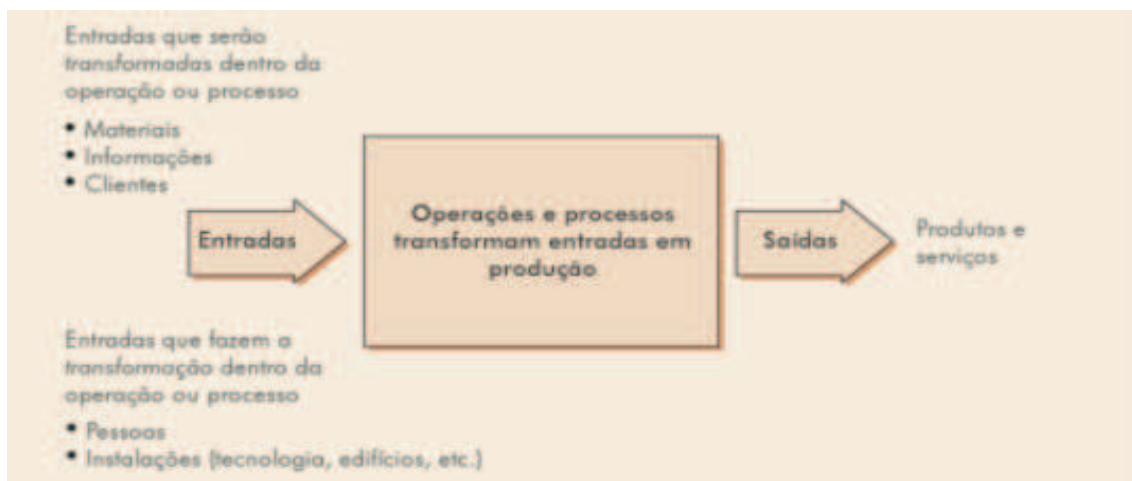 Entradas que serão
transformadas dentro da
operação ou processo
• Materiais
• Informações
• Clientes
Entradas
Operações e processos
transformam entradas em
produção
Saídas
Produtos e
serviços
Entradas que fazem a
transformação dentro da
operação ou processo
• Pessoas
• Instalações (tecnologia, edifícios, etc.)